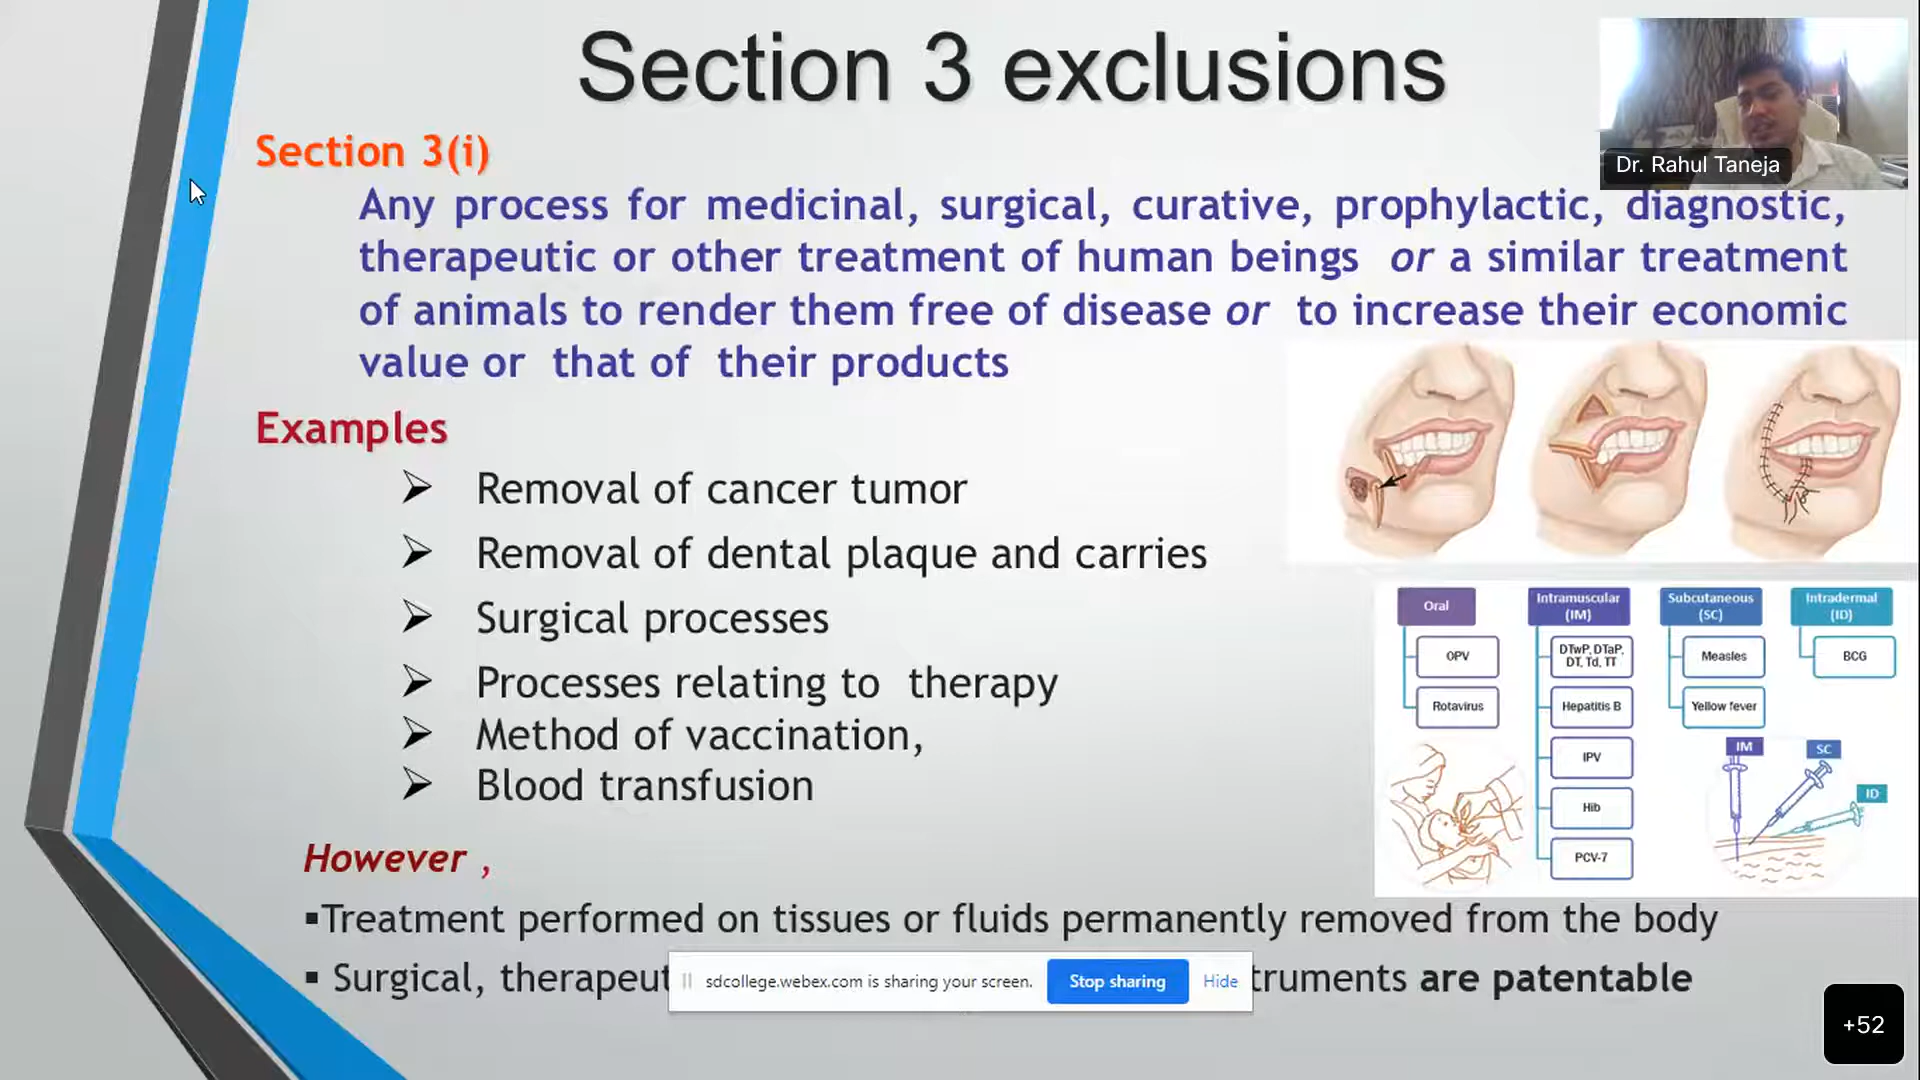 Section 3 exclusions
Dr. Rahul Taneja
Section 3(i)
Any process for medicinal, surgical, curative, prophylactic, diagnostic,
therapeutic or other treatment of human beings or a similar treatment
of animals to render them free of disease or to increase their economic
value or that of their products
Examples
➢ Removal of cancer tumor
➢ Removal of dental plaque and carries
➢ Surgical processes
➢ Processes relating to therapy
➢ Method of vaccination,
➢ Blood transfusion
Oral
OPV
Rotavirus
Intramuscular
(IM)
DTwP, DTaP,
DT, Td, TT
Hepatitis B
IPV
Hib
PCV-7
Subcutaneous
(SC)
Measles
Yellow fever
Intradermal
(ID)
BCG
IM
SC
ID
However ,
▪Treatment performed on tissues or fluids permanently removed from the body
▪ Surgical, are patentable
sdcollege.webex.com is sharing your screen.
Stop sharing
Hide
+52